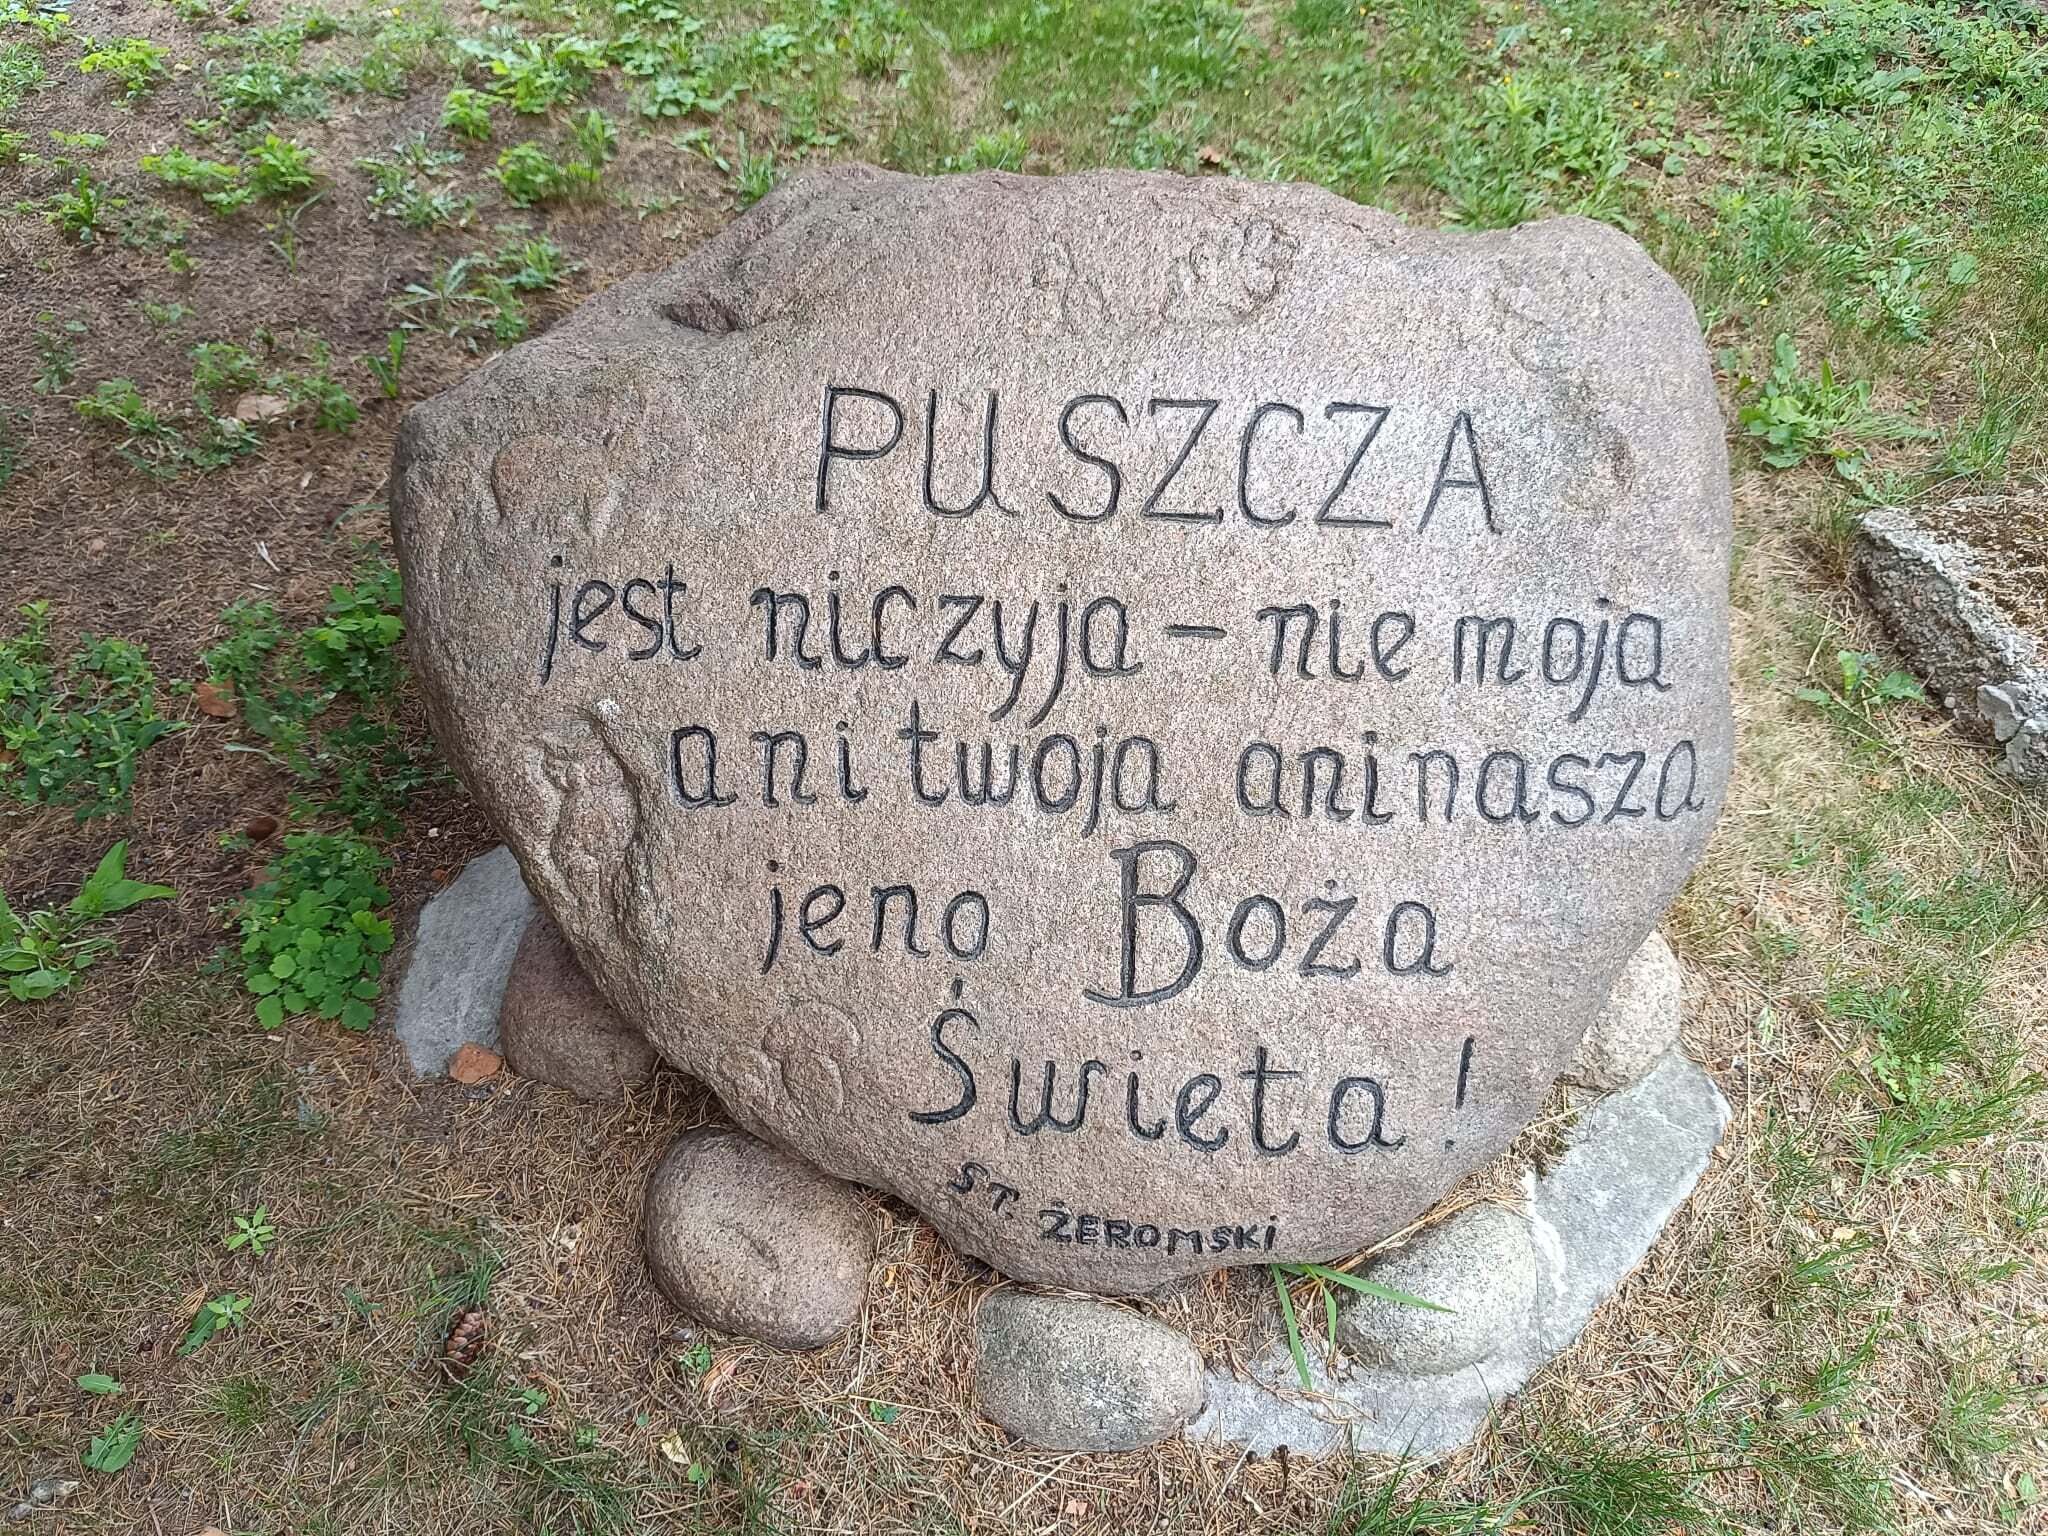 PUSZCZA
jest niczyja – nie moja
ani twoja ani nasza
jeno Boża
Święta!
ST. ŻEROMSKI